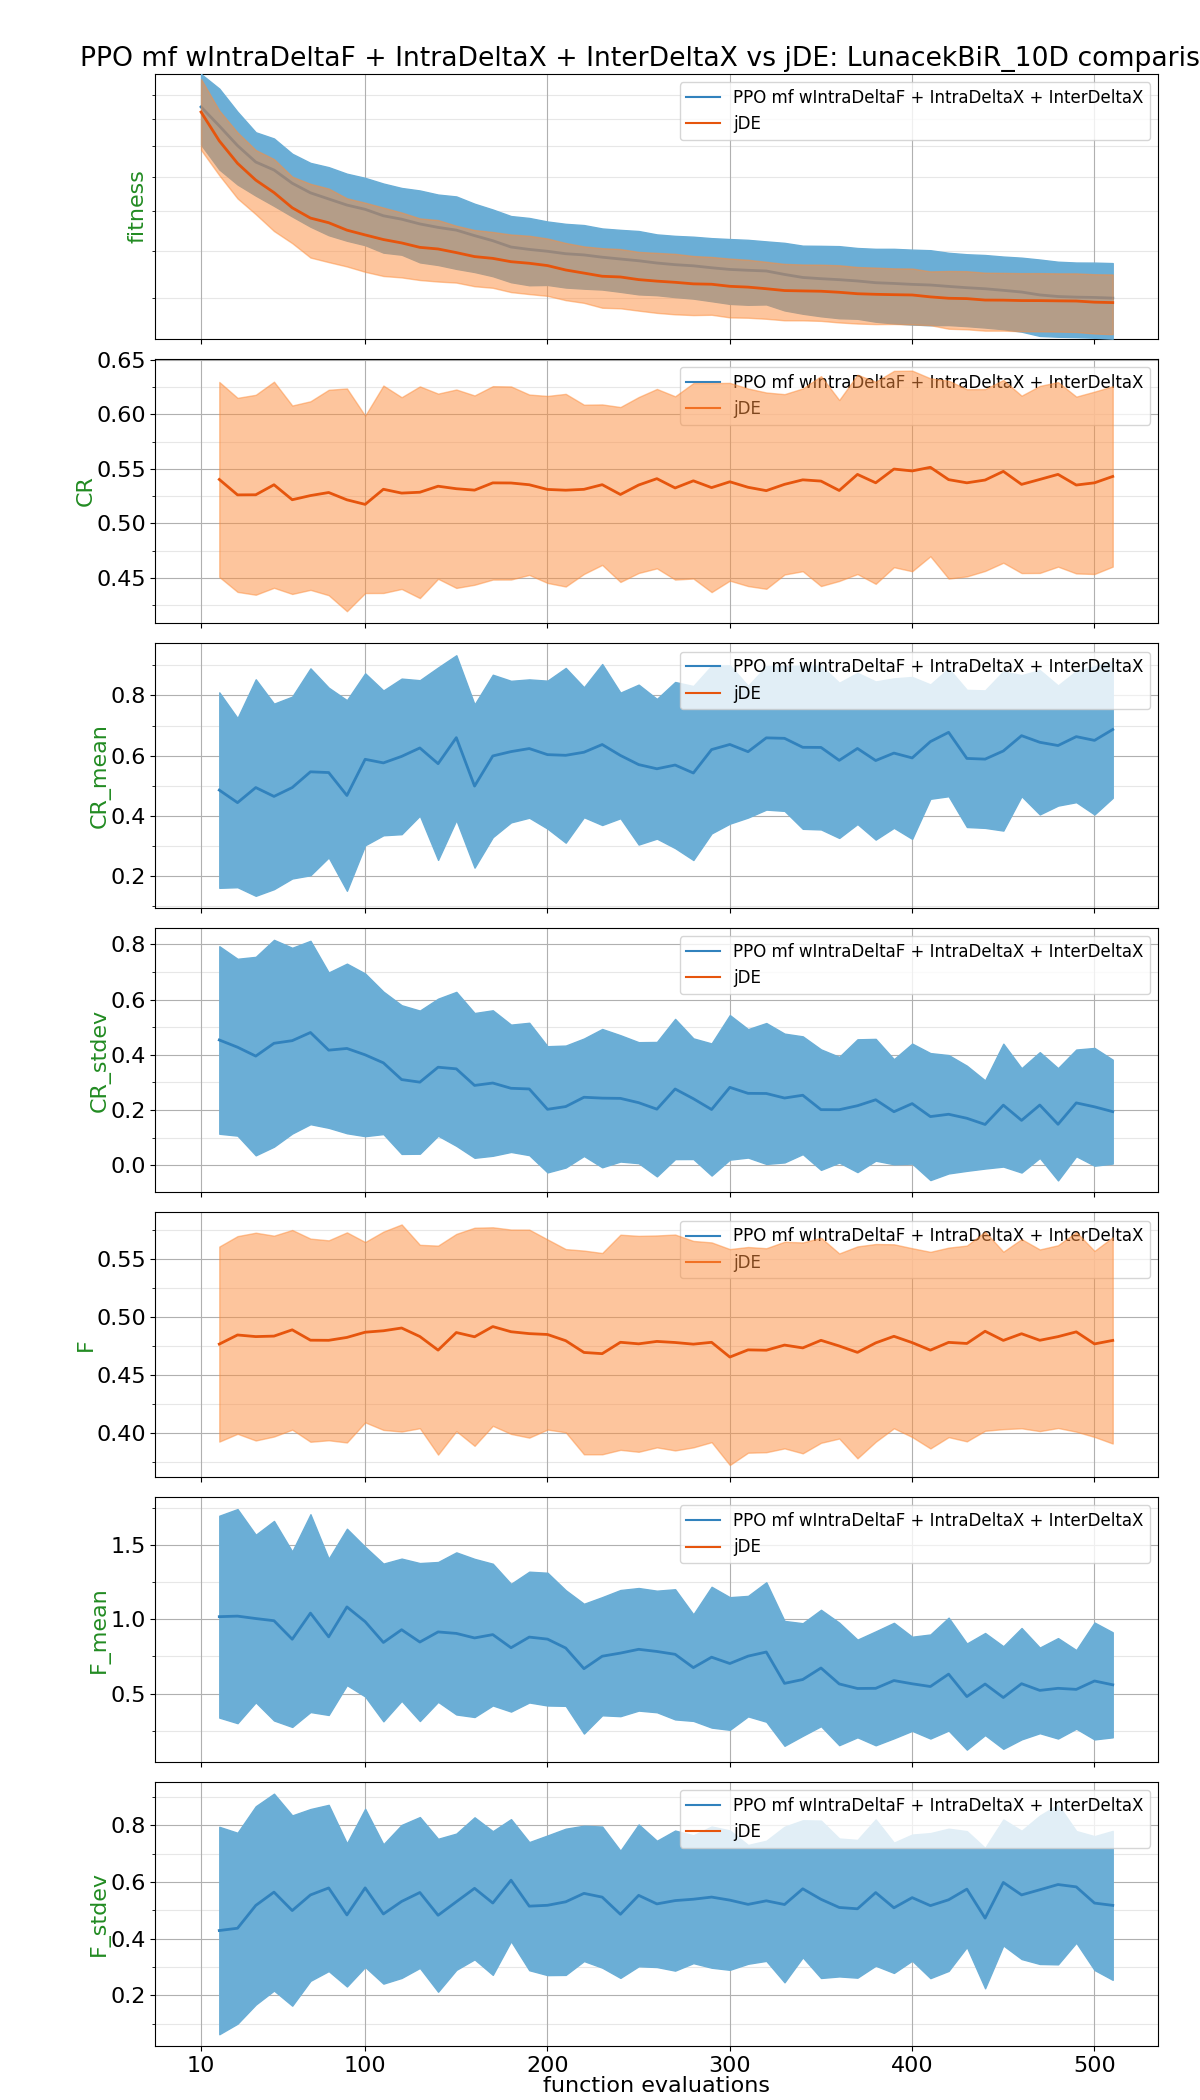 PPO mf wIntraDeltaF + IntraDeltaX + InterDeltaX vs jDE: LunacekBiR_10D comparis
PPO mf wIntraDeltaF + IntraDeltaX + InterDeltaX
jDE
fitness
0.65
0.60
0.55
0.50
0.45
CR
PPO mf wIntraDeltaF + IntraDeltaX + InterDeltaX
jDE
0.8
0.6
0.4
0.2
CR_mean
PPO mf wIntraDeltaF + IntraDeltaX + InterDeltaX
jDE
0.8
0.6
0.4
0.2
0.0
CR_stdev
PPO mf wIntraDeltaF + IntraDeltaX + InterDeltaX
jDE
0.55
0.50
0.45
0.40
F
PPO mf wIntraDeltaF + IntraDeltaX + InterDeltaX
jDE
1.5
1.0
0.5
F_mean
PPO mf wIntraDeltaF + IntraDeltaX + InterDeltaX
jDE
0.8
0.6
0.4
0.2
F_stdev
PPO mf wIntraDeltaF + IntraDeltaX + InterDeltaX
jDE
10 100 200 300 400 500
function evaluations